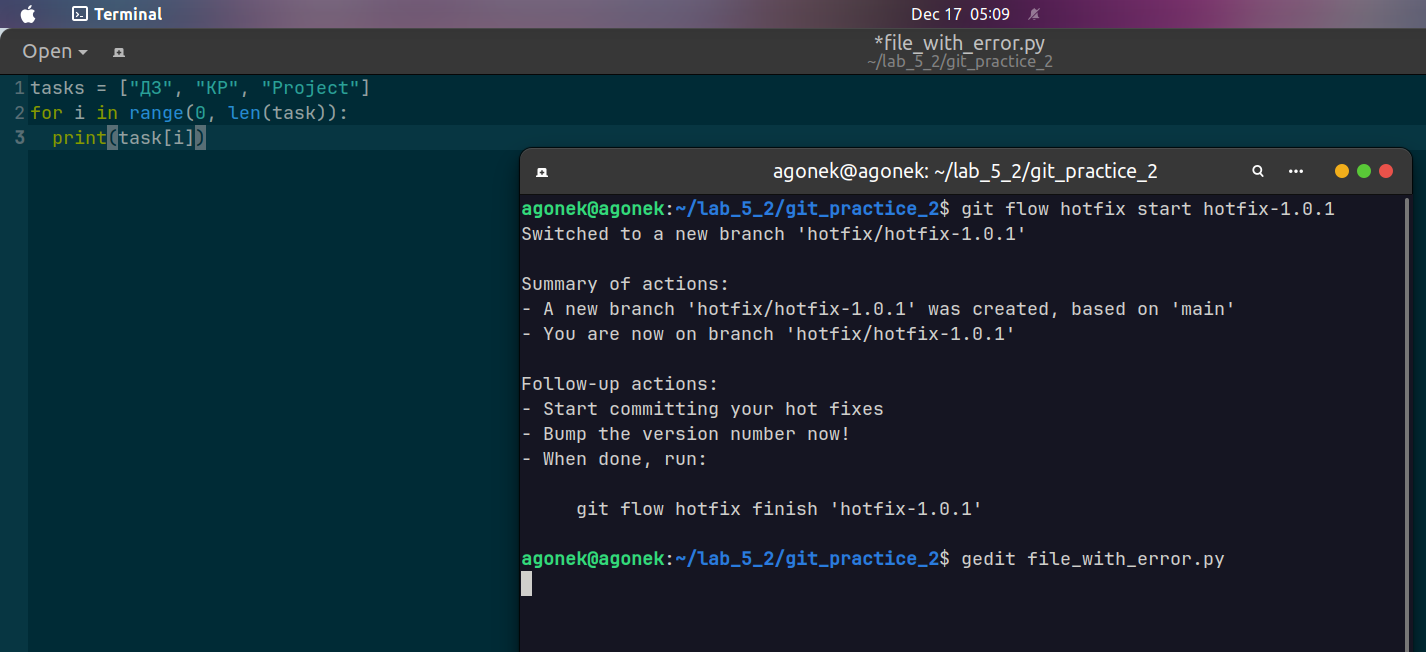 Terminal
Dec 17 05:09
Open
*file_with_error.py
~/lab_5_2/git_practice_2
1 tasks = ["ДЗ", "КР", "Project"]
2 for i in range(0, len(task)):
3   print(task[i])
agonek@agonek: ~/lab_5_2/git_practice_2
agonek@agonek:~/lab_5_2/git_practice_2$ git flow hotfix start hotfix-1.0.1
Switched to a new branch 'hotfix/hotfix-1.0.1'
Summary of actions:
- A new branch 'hotfix/hotfix-1.0.1' was created, based on 'main'
- You are now on branch 'hotfix/hotfix-1.0.1'
Follow-up actions:
- Start committing your hot fixes
- Bump the version number now!
- When done, run:
     git flow hotfix finish 'hotfix-1.0.1'
agonek@agonek:~/lab_5_2/git_practice_2$ gedit file_with_error.py